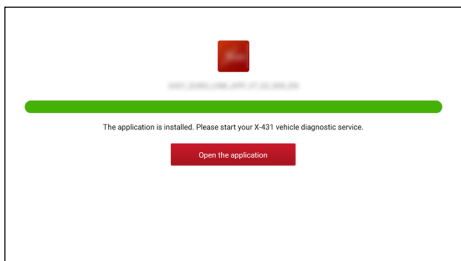 The application is installed. Please start your X-431 vehicle diagnostic service.
Open the application